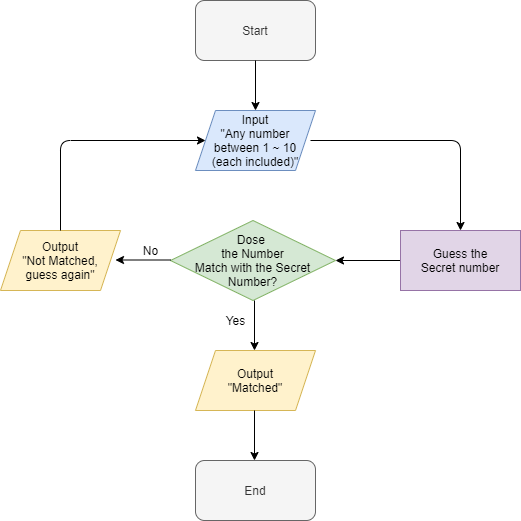 Start
Input
"Any number
between 1 ~ 10
(each included)"
Output
"Not Matched,
guess again"
No
Dose
the Number
Match with the Secret
Number?
Guess the
Secret number
Yes
Output
"Matched"
End